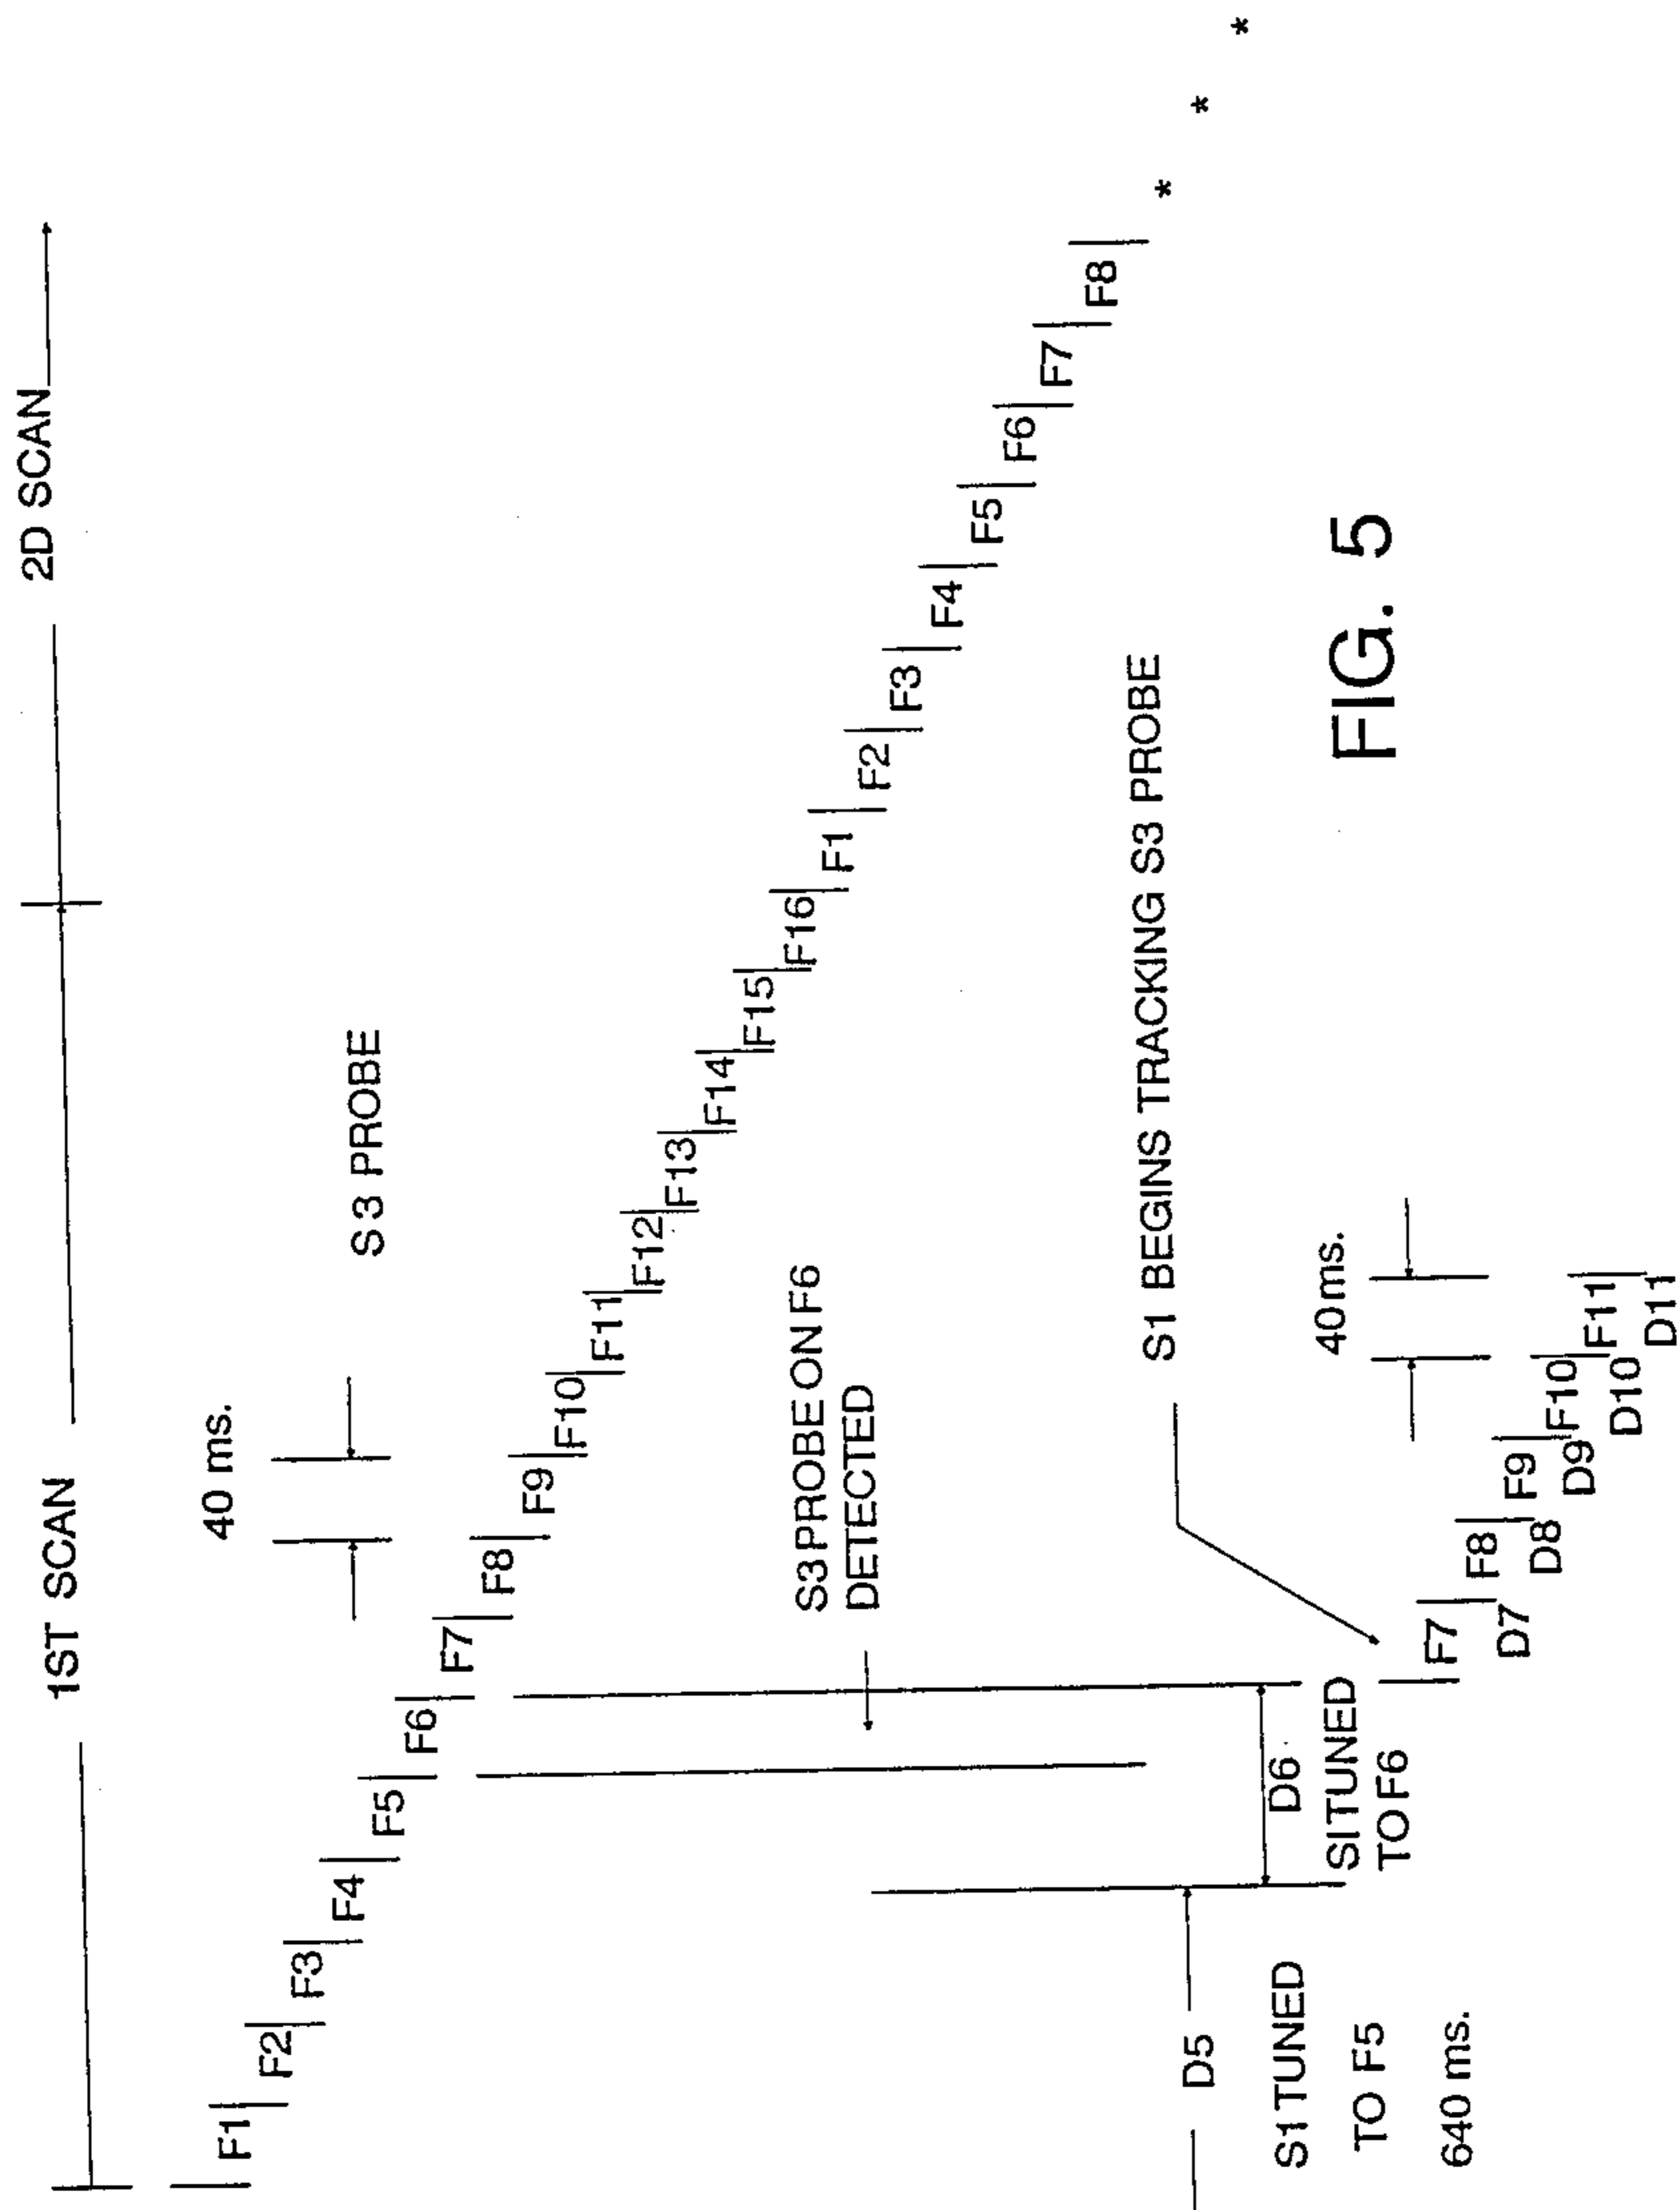 1ST SCAN
2D SCAN
40 ms.
S3 PROBE
F1
F2
F3
F4
F5
F6
F7
F8
F9
F10
F11
F12
F13
F14
F15
F16
F1
F2
F3
F4
F5
F6
F7
F8
* * *
S3 PROBE ON F6
DETECTED
S1 BEGINS TRACKING S3 PROBE
D5
S1 TUNED
TO F5
640 ms.
D6
SI TUNED
TO F6
40 ms.
F7
F8
F9
F10
F11
D7
D8
D9
D10
D11
FIG. 5